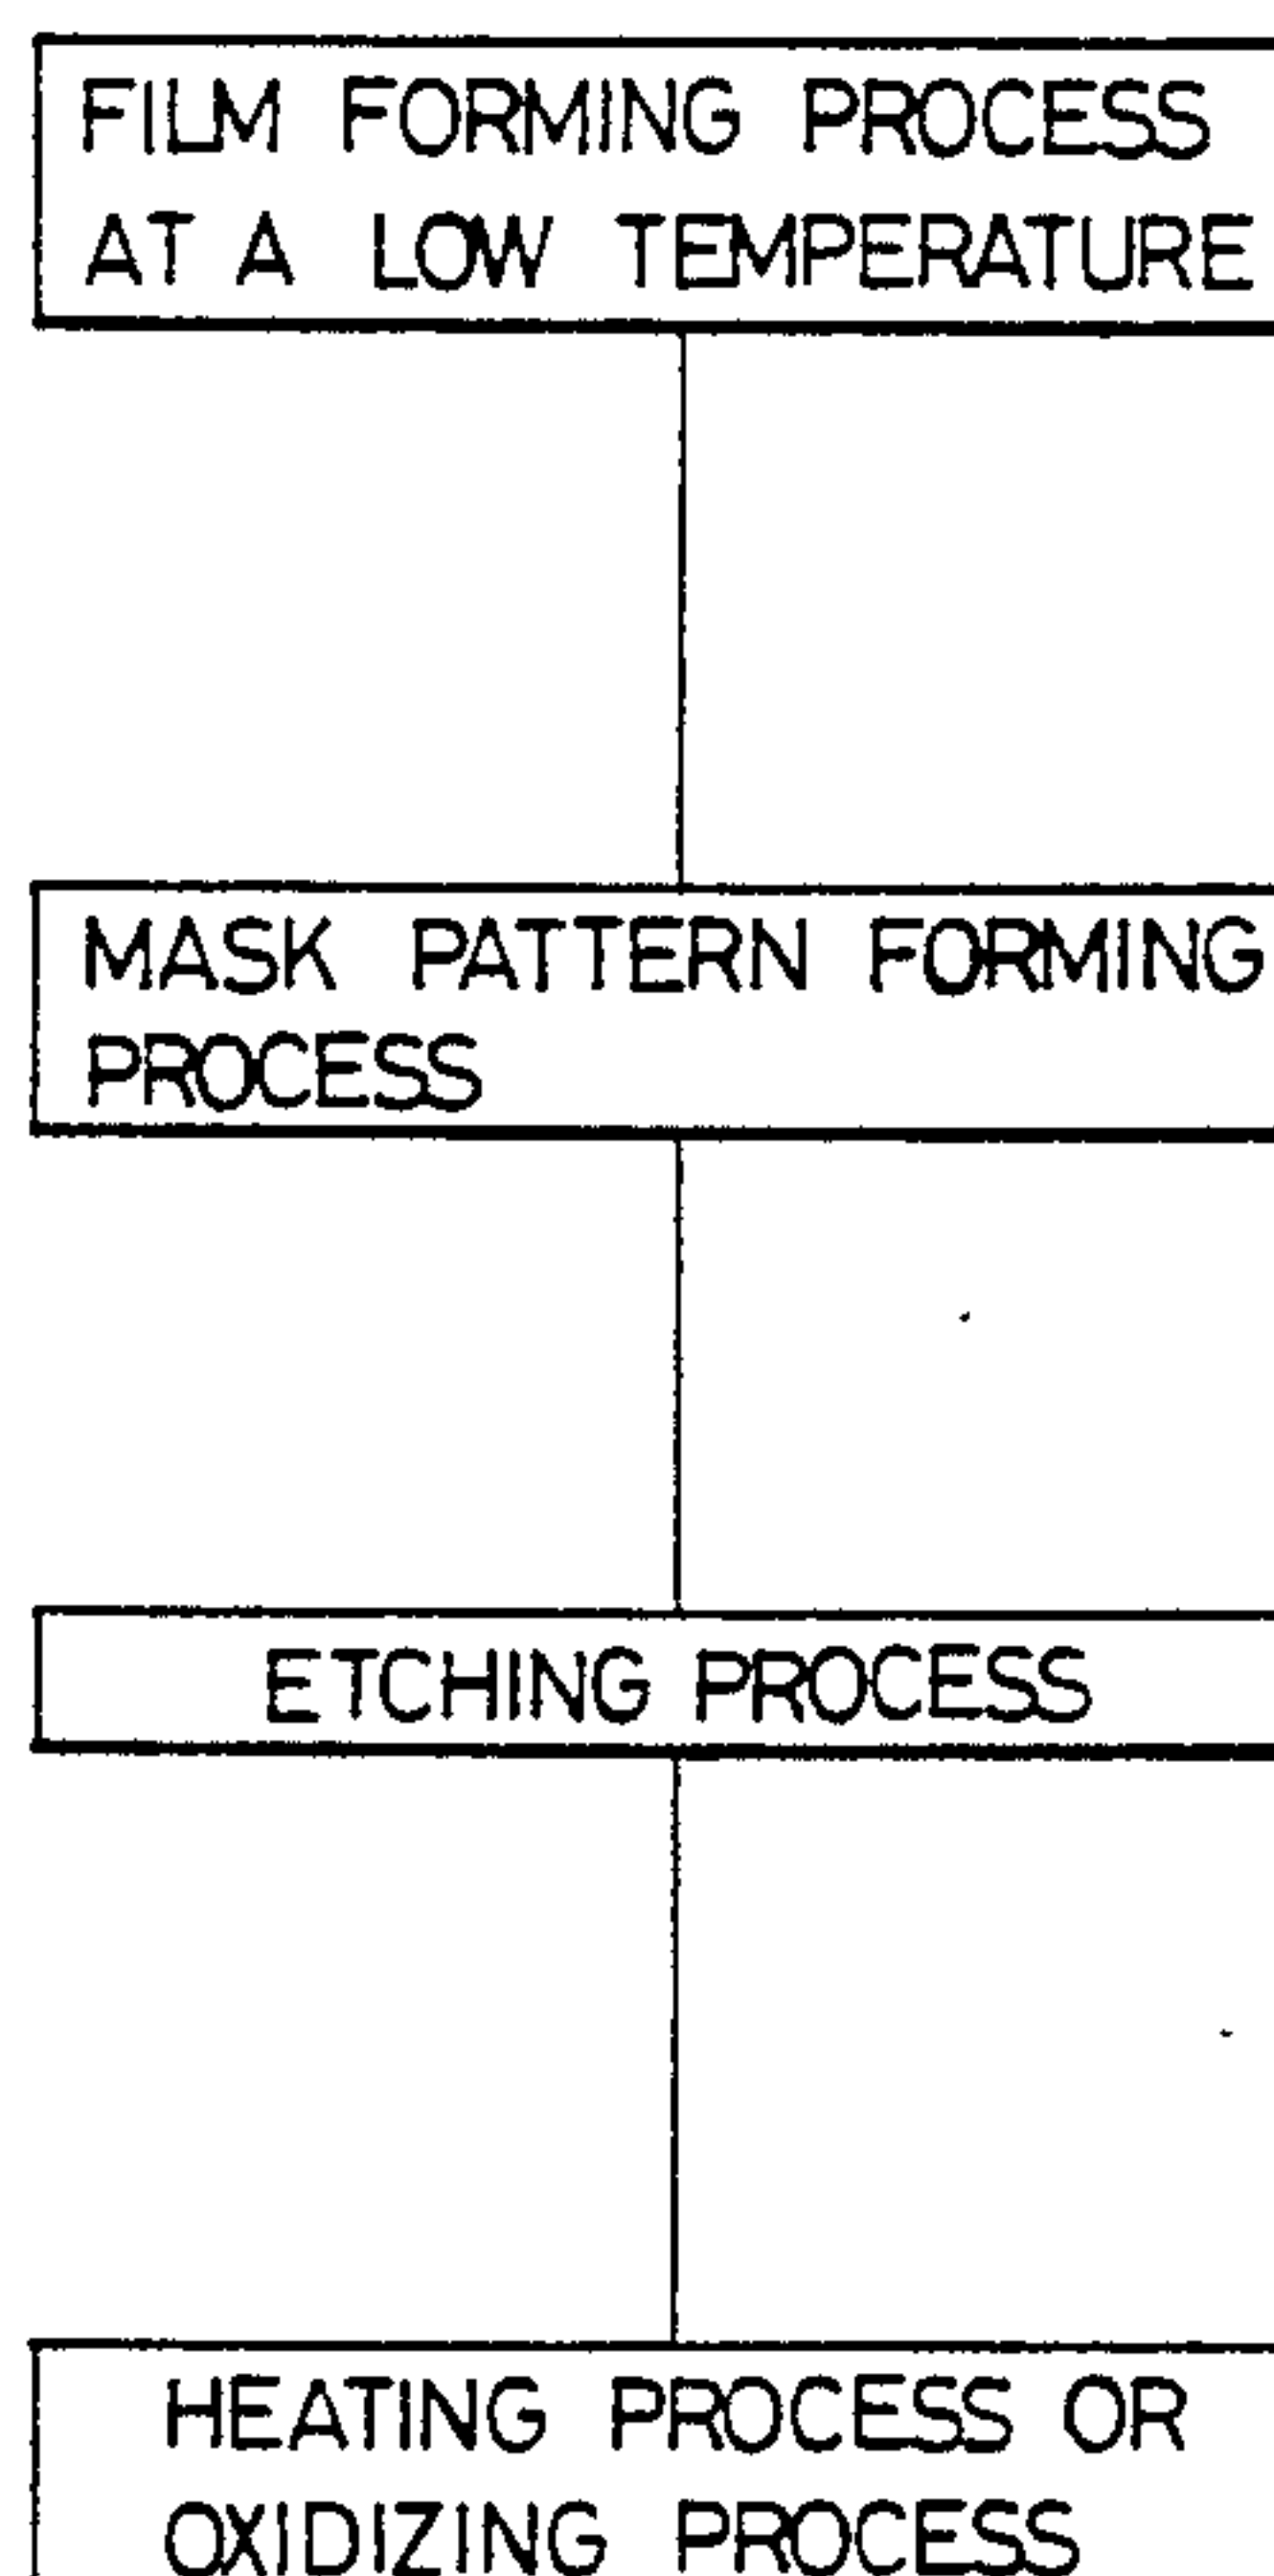 FILM FORMING PROCESS
AT A LOW TEMPERATURE
MASK PATTERN FORMING
PROCESS
ETCHING PROCESS
HEATING PROCESS OR
OXIDIZING PROCESS